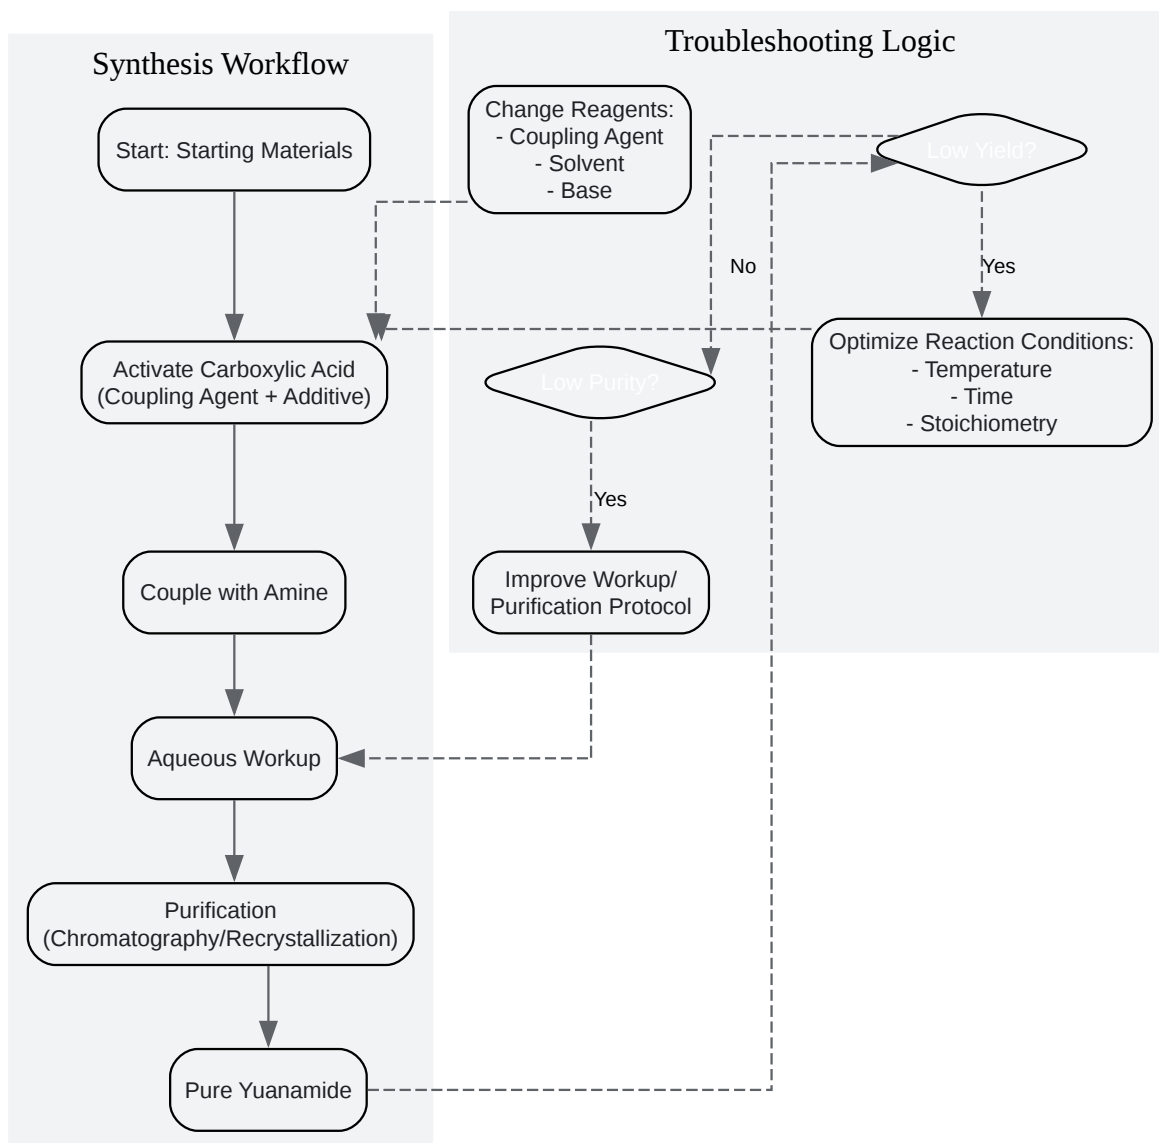 Synthesis Workflow
Start: Starting Materials
Activate Carboxylic Acid
(Coupling Agent + Additive)
Couple with Amine
Aqueous Workup
Purification
(Chromatography/Recrystallization)
Pure Yuanamide
Troubleshooting Logic
Change Reagents:
- Coupling Agent
- Solvent
- Base
Low Yield?
No
Yes
Optimize Reaction Conditions:
- Temperature
- Time
- Stoichiometry
Low Purity?
Yes
Improve Workup/
Purification Protocol